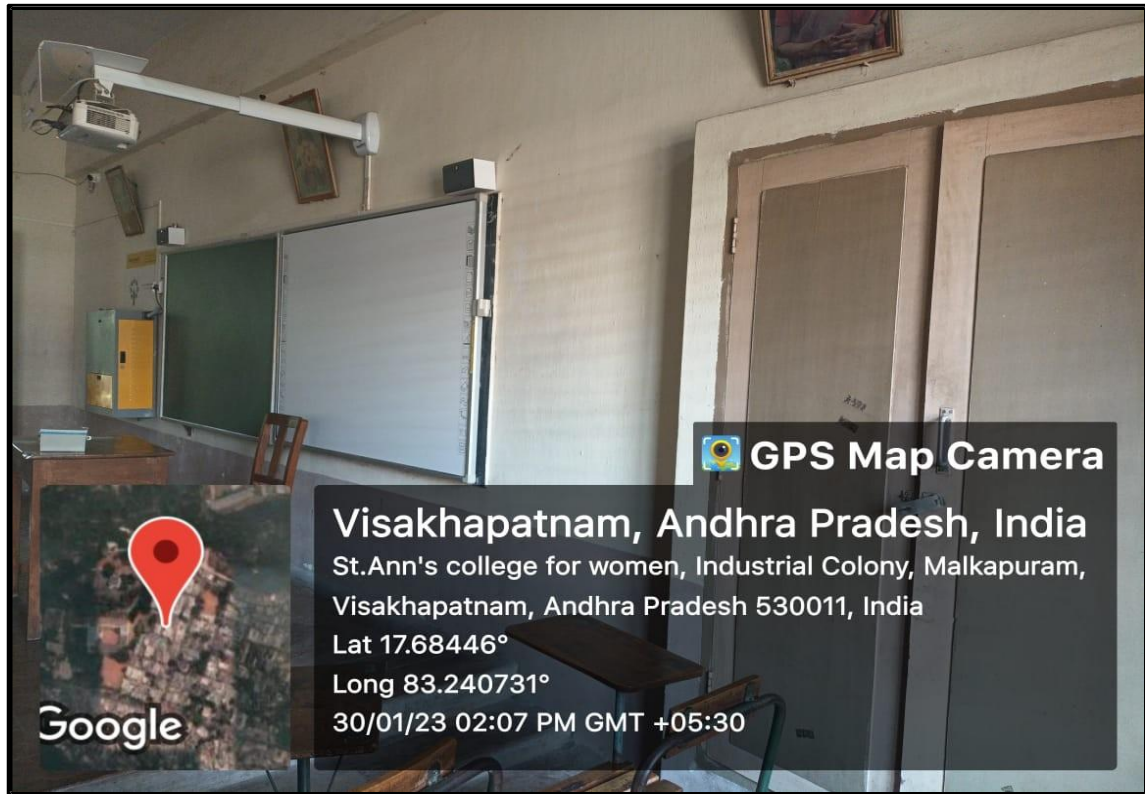 GPS Map Camera
Visakhapatnam, Andhra Pradesh, India
St.Ann's college for women, Industrial Colony, Malkapuram,
Visakhapatnam, Andhra Pradesh 530011, India
Lat 17.68446°
Long 83.240731°
30/01/23 02:07 PM GMT +05:30
Google